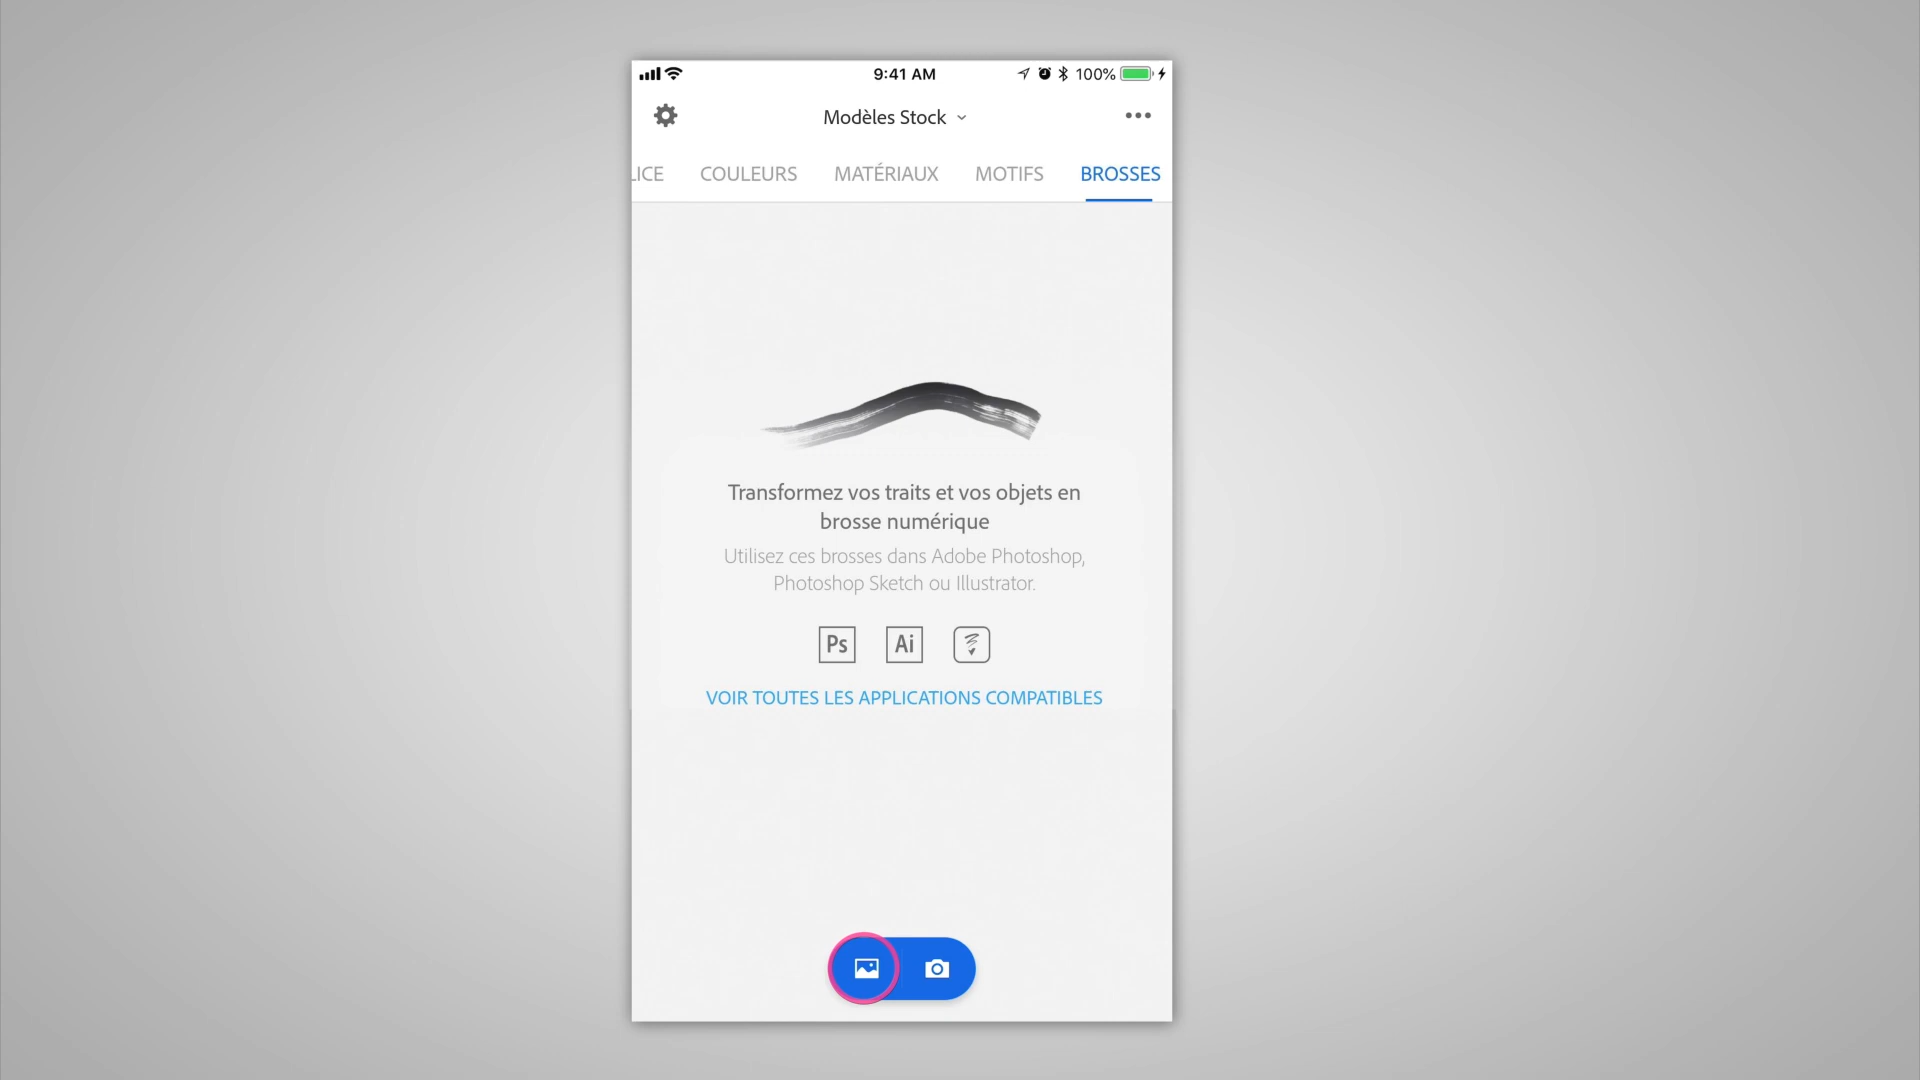 9:41 AM 100%
Modèles Stock
LICE COULEURS MATÉRIAUX MOTIFS BROSSES
Transformez vos traits et vos objets en
brosse numérique
Utilisez ces brosses dans Adobe Photoshop,
Photoshop Sketch ou Illustrator.
Ps Ai
VOIR TOUTES LES APPLICATIONS COMPATIBLES